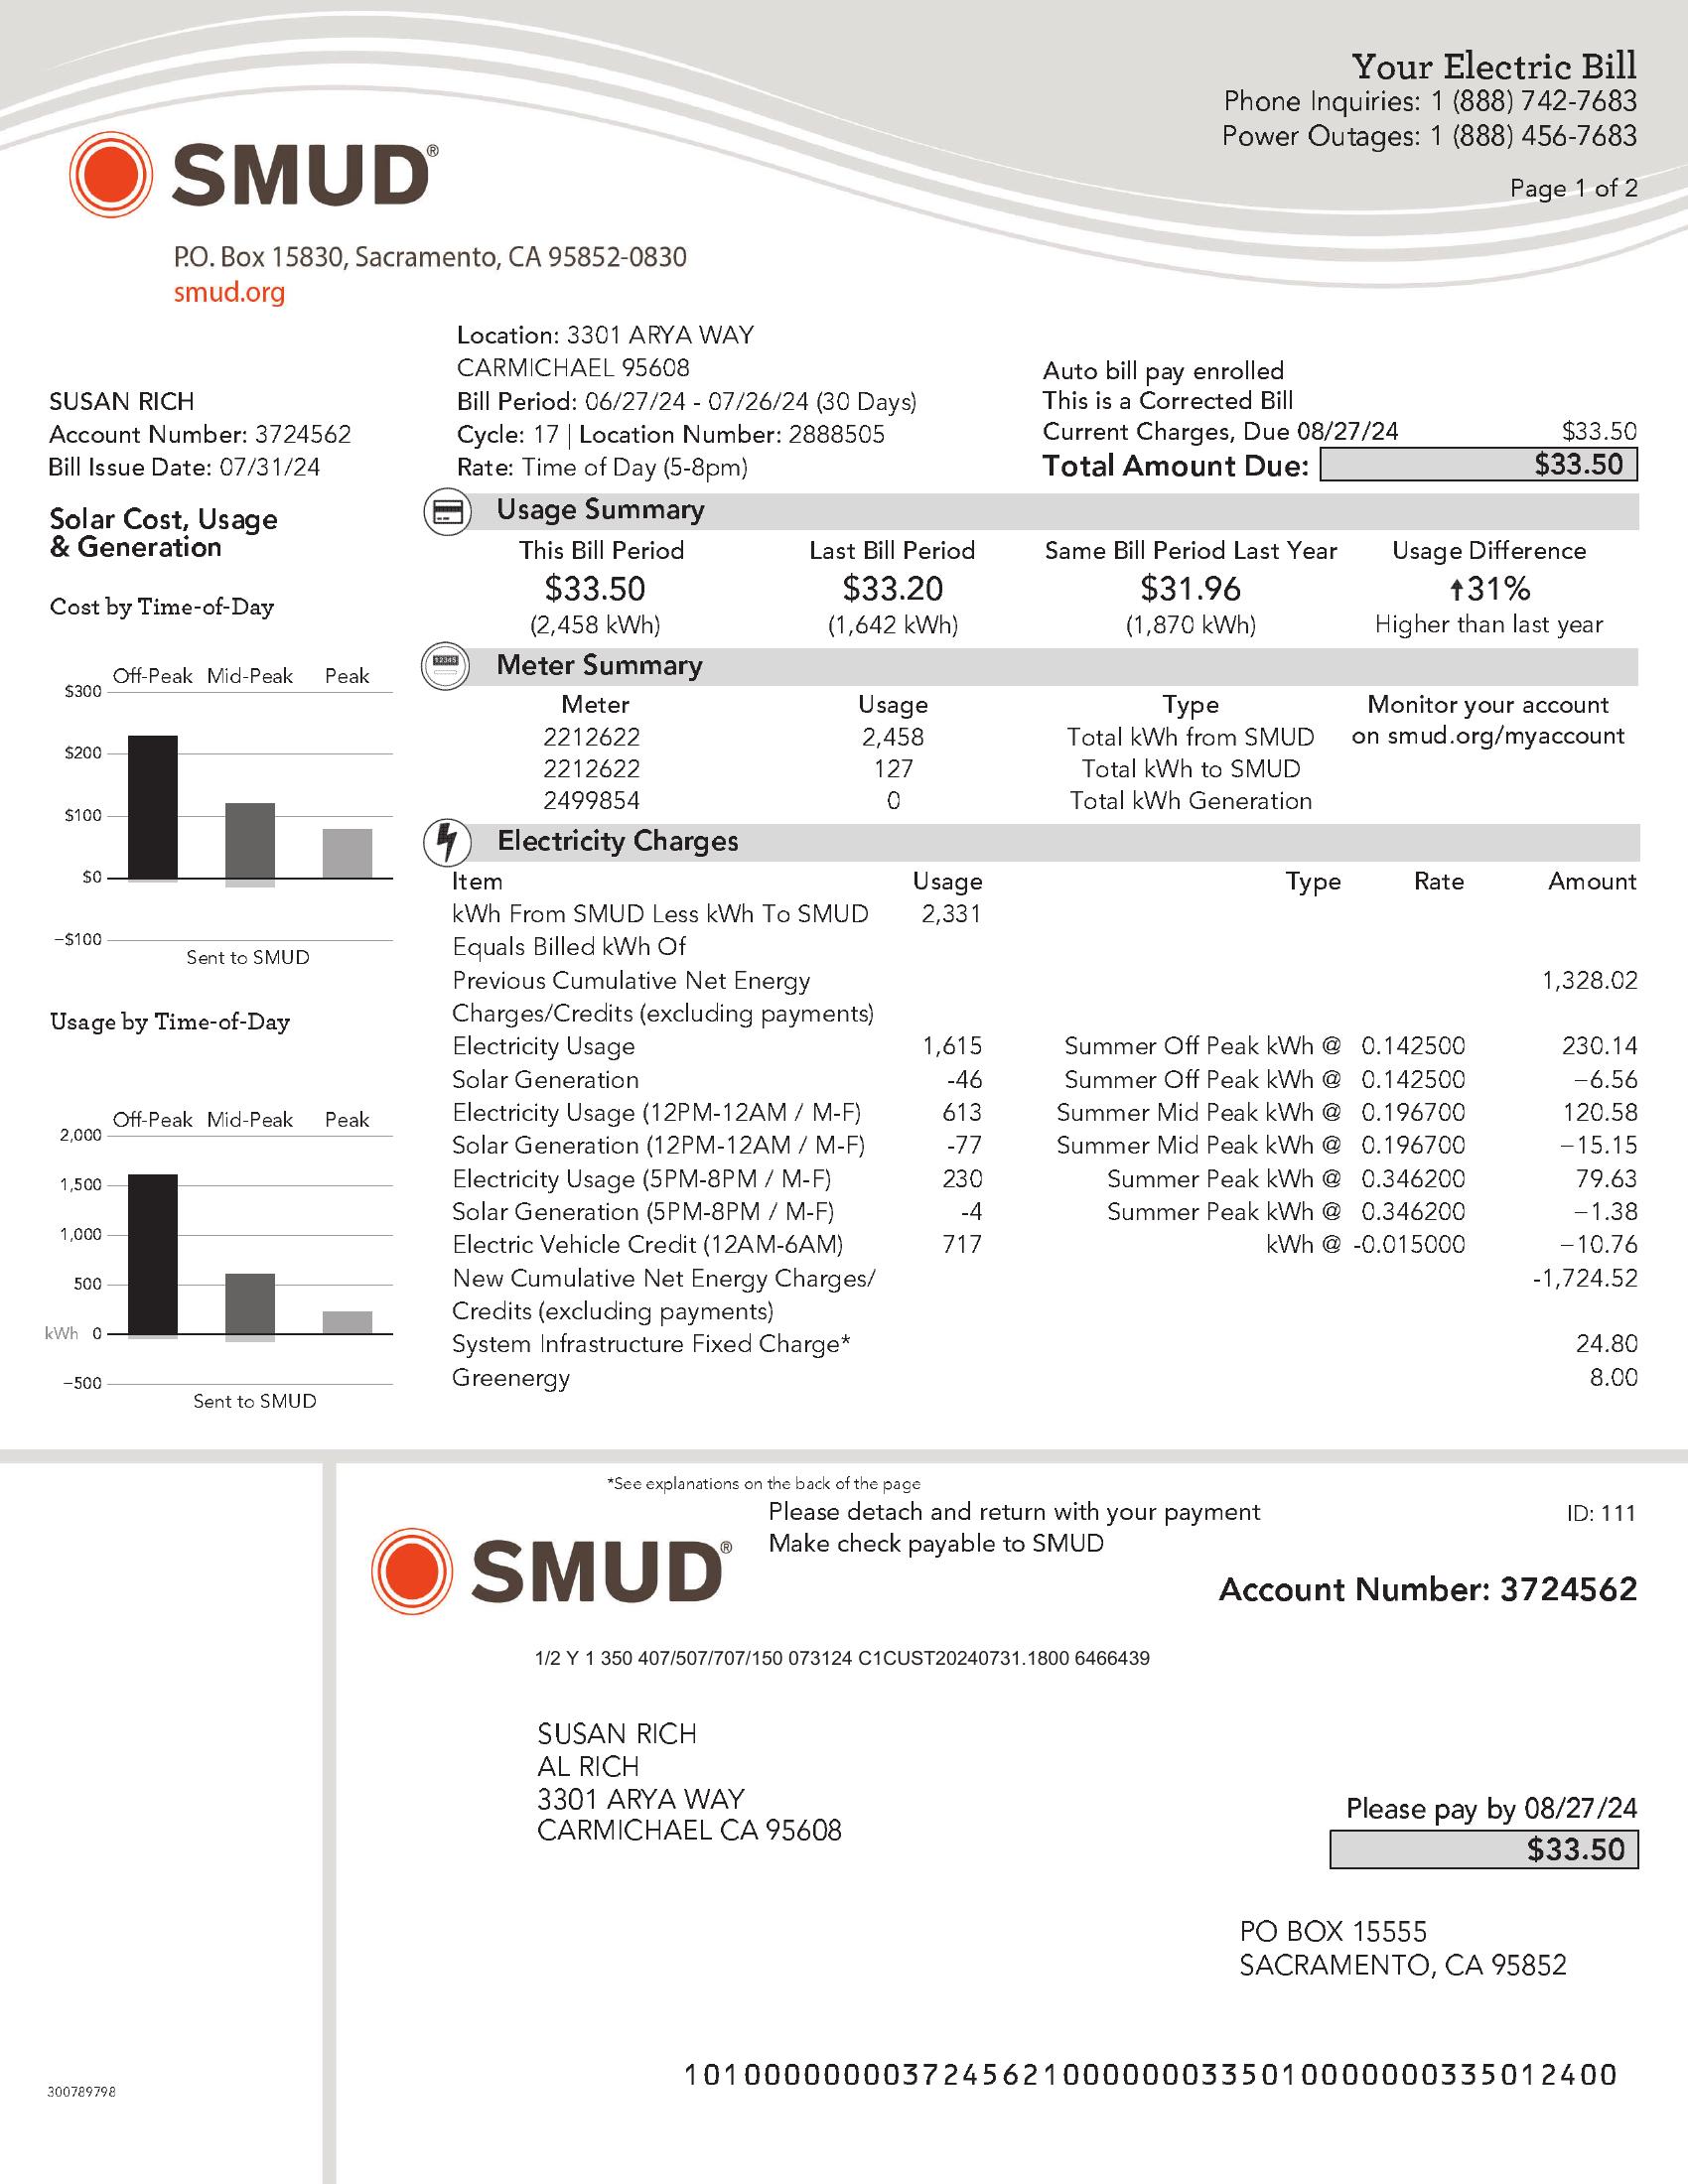 Your Electric Bill
Phone Inquiries: 1 (888) 742-7683
Power Outages: 1 (888) 456-7683
Page 1 of 2
SMUD®
P.O. Box 15830, Sacramento, CA 95852-0830
smud.org
SUSAN RICH
Account Number: 3724562
Bill Issue Date: 07/31/24
Location: 3301 ARYA WAY
CARMICHAEL 95608
Bill Period: 06/27/24 - 07/26/24 (30 Days)
Cycle: 17 | Location Number: 2888505
Rate: Time of Day (5-8pm)
Auto bill pay enrolled
This is a Corrected Bill
Current Charges, Due 08/27/24 $33.50
Total Amount Due: $33.50
Solar Cost, Usage
& Generation
Cost by Time-of-Day
Off-Peak Mid-Peak Peak
$300
$200
$100
$0
−$100
Sent to SMUD
Usage by Time-of-Day
Off-Peak Mid-Peak Peak
2,000
1,500
1,000
500
kWh 0
−500
Sent to SMUD
Usage Summary
This Bill Period Last Bill Period Same Bill Period Last Year Usage Difference
$33.50 $33.20 $31.96 ↑31%
(2,458 kWh) (1,642 kWh) (1,870 kWh) Higher than last year
12345 Meter Summary
Meter Usage Type Monitor your account
2212622 2,458 Total kWh from SMUD on smud.org/myaccount
2212622 127 Total kWh to SMUD
2499854 0 Total kWh Generation
Electricity Charges
Item Usage Type Rate Amount
kWh From SMUD Less kWh To SMUD 2,331
Equals Billed kWh Of
Previous Cumulative Net Energy 1,328.02
Charges/Credits (excluding payments)
Electricity Usage 1,615 Summer Off Peak kWh @ 0.142500 230.14
Solar Generation -46 Summer Off Peak kWh @ 0.142500 −6.56
Electricity Usage (12PM-12AM / M-F) 613 Summer Mid Peak kWh @ 0.196700 120.58
Solar Generation (12PM-12AM / M-F) -77 Summer Mid Peak kWh @ 0.196700 −15.15
Electricity Usage (5PM-8PM / M-F) 230 Summer Peak kWh @ 0.346200 79.63
Solar Generation (5PM-8PM / M-F) -4 Summer Peak kWh @ 0.346200 −1.38
Electric Vehicle Credit (12AM-6AM) 717 kWh @ -0.015000 −10.76
New Cumulative Net Energy Charges/ -1,724.52
Credits (excluding payments)
System Infrastructure Fixed Charge* 24.80
Greenergy 8.00
*See explanations on the back of the page
Please detach and return with your payment
Make check payable to SMUD
ID: 111
SMUD®
Account Number: 3724562
1/2 Y 1 350 407/507/707/150 073124 C1CUST20240731.1800 6466439
SUSAN RICH
AL RICH
3301 ARYA WAY
CARMICHAEL CA 95608
Please pay by 08/27/24
$33.50
PO BOX 15555
SACRAMENTO, CA 95852
10100000000037245621000000033501000000033501​2400
300789798